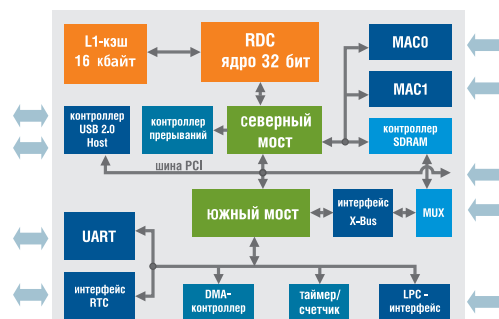 L1-кэш
16 кбайт
RDC
ядро 32 бит
MAC0
MAC1
контроллер
USB 2.0
Host
контроллер
прерываний
северный
мост
контроллер
SDRAM
шина PCI
южный мост
интерфейс
X-Bus
MUX
UART
интерфейс
RTC
DMA-
контроллер
таймер/
счетчик
LPC -
интерфейс